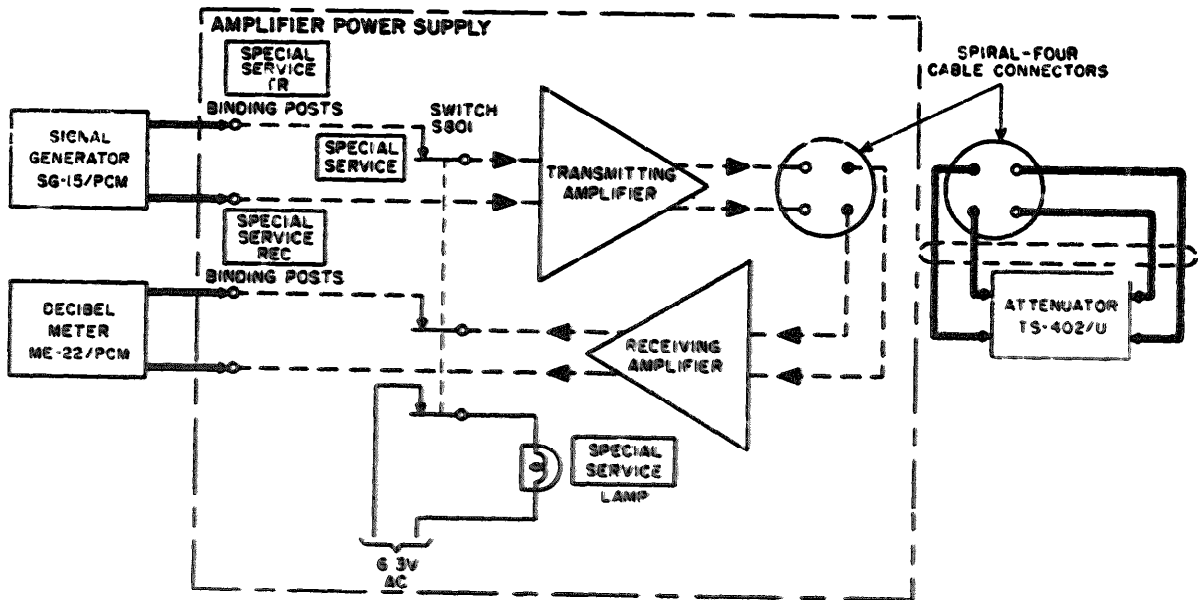 AMPLIFIER POWER SUPPLY
SPECIAL
SERVICE
TR
BINDING POSTS
SIGNAL
GENERATOR
SG-15/PCM
SWITCH
S801
SPECIAL
SERVICE
TRANSMITTING
AMPLIFIER
SPIRAL-FOUR
CABLE CONNECTORS
SPECIAL
SERVICE
REC
BINDING POSTS
DECIBEL
METER
ME-22/PCM
RECEIVING
AMPLIFIER
ATTENUATOR
TS-402/U
SPECIAL
SERVICE
LAMP
6 3V
AC